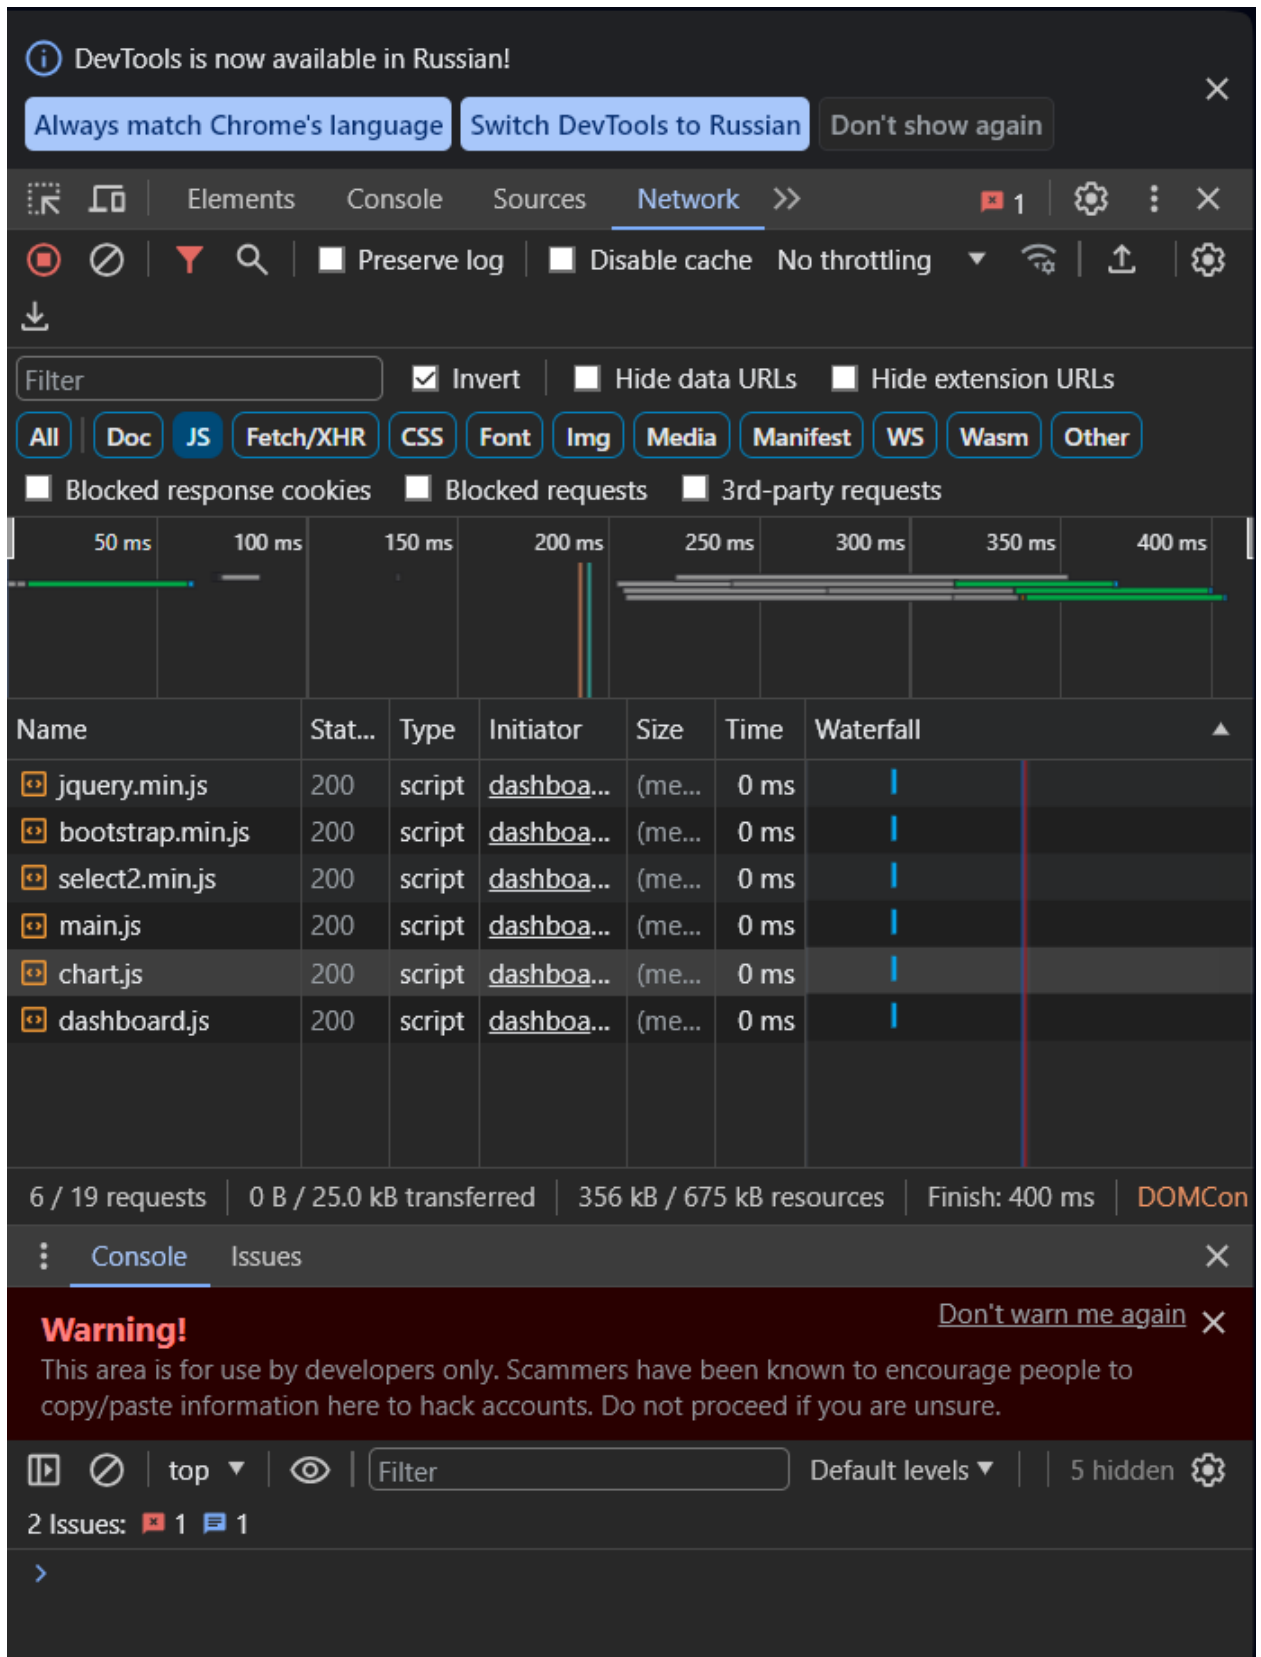 DevTools is now available in Russian!
Always match Chrome's language Switch DevTools to Russian Don't show again
Elements Console Sources Network 1
Preserve log Disable cache No throttling
Filter Invert Hide data URLs Hide extension URLs
All Doc JS Fetch/XHR CSS Font Img Media Manifest WS Wasm Other
Blocked response cookies Blocked requests 3rd-party requests
50 ms 100 ms 150 ms 200 ms 250 ms 300 ms 350 ms 400 ms
Name Stat... Type Initiator Size Time Waterfall
jquery.min.js 200 script dashboa... (me... 0 ms
bootstrap.min.js 200 script dashboa... (me... 0 ms
select2.min.js 200 script dashboa... (me... 0 ms
main.js 200 script dashboa... (me... 0 ms
chart.js 200 script dashboa... (me... 0 ms
dashboard.js 200 script dashboa... (me... 0 ms
6 / 19 requests 0 B / 25.0 kB transferred 356 kB / 675 kB resources Finish: 400 ms DOMCon
Console Issues
Warning! Don't warn me again
This area is for use by developers only. Scammers have been known to encourage people to
copy/paste information here to hack accounts. Do not proceed if you are unsure.
top Filter Default levels 5 hidden
2 Issues: 1 1